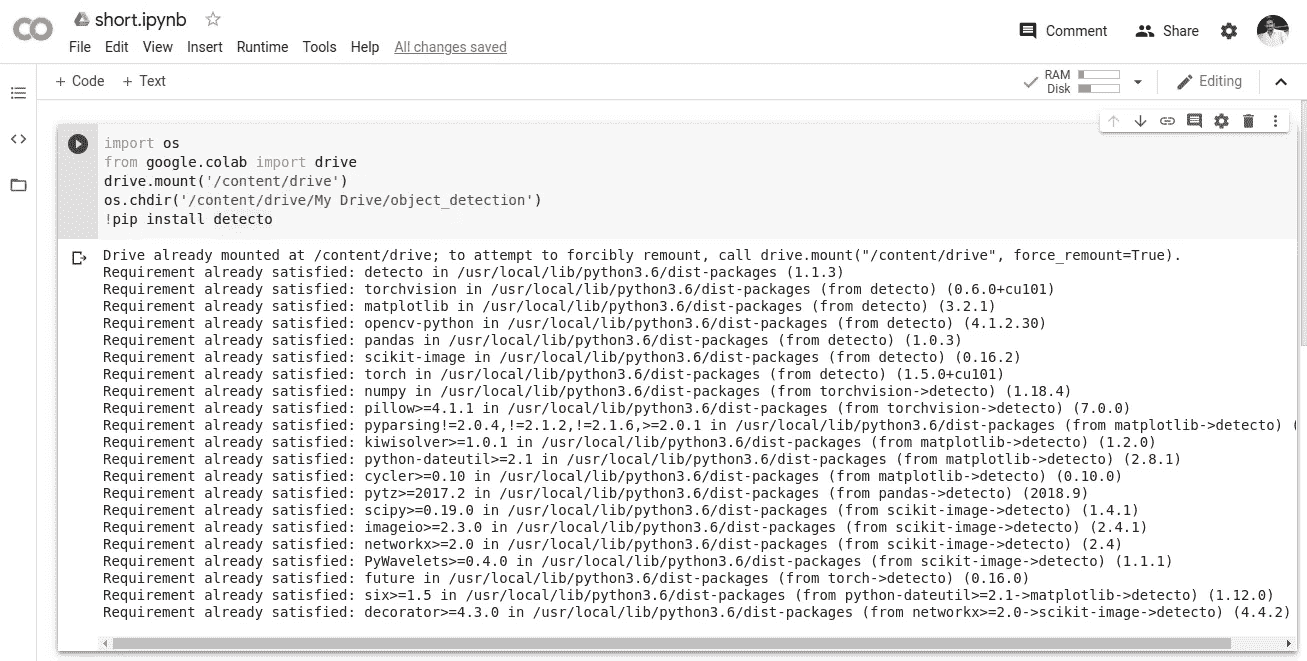 short.ipynb
File Edit View Insert Runtime Tools Help All changes saved
Comment Share
+ Code + Text
RAM
Disk
Editing
import os
from google.colab import drive
drive.mount('/content/drive')
os.chdir('/content/drive/My Drive/object_detection')
!pip install detecto
Drive already mounted at /content/drive; to attempt to forcibly remount, call drive.mount("/content/drive", force_remount=True).
Requirement already satisfied: detecto in /usr/local/lib/python3.6/dist-packages (1.1.3)
Requirement already satisfied: torchvision in /usr/local/lib/python3.6/dist-packages (from detecto) (0.6.0+cu101)
Requirement already satisfied: matplotlib in /usr/local/lib/python3.6/dist-packages (from detecto) (3.2.1)
Requirement already satisfied: opencv-python in /usr/local/lib/python3.6/dist-packages (from detecto) (4.1.2.30)
Requirement already satisfied: pandas in /usr/local/lib/python3.6/dist-packages (from detecto) (1.0.3)
Requirement already satisfied: scikit-image in /usr/local/lib/python3.6/dist-packages (from detecto) (0.16.2)
Requirement already satisfied: torch in /usr/local/lib/python3.6/dist-packages (from detecto) (1.5.0+cu101)
Requirement already satisfied: numpy in /usr/local/lib/python3.6/dist-packages (from torchvision->detecto) (1.18.4)
Requirement already satisfied: pillow>=4.1.1 in /usr/local/lib/python3.6/dist-packages (from torchvision->detecto) (7.0.0)
Requirement already satisfied: pyparsing!=2.0.4,!=2.1.2,!=2.1.6,>=2.0.1 in /usr/local/lib/python3.6/dist-packages (from matplotlib->detecto) (
Requirement already satisfied: kiwisolver>=1.0.1 in /usr/local/lib/python3.6/dist-packages (from matplotlib->detecto) (1.2.0)
Requirement already satisfied: python-dateutil>=2.1 in /usr/local/lib/python3.6/dist-packages (from matplotlib->detecto) (2.8.1)
Requirement already satisfied: cycler>=0.10 in /usr/local/lib/python3.6/dist-packages (from matplotlib->detecto) (0.10.0)
Requirement already satisfied: pytz>=2017.2 in /usr/local/lib/python3.6/dist-packages (from pandas->detecto) (2018.9)
Requirement already satisfied: scipy>=0.19.0 in /usr/local/lib/python3.6/dist-packages (from scikit-image->detecto) (1.4.1)
Requirement already satisfied: imageio>=2.3.0 in /usr/local/lib/python3.6/dist-packages (from scikit-image->detecto) (2.4.1)
Requirement already satisfied: networkx>=2.0 in /usr/local/lib/python3.6/dist-packages (from scikit-image->detecto) (2.4)
Requirement already satisfied: PyWavelets>=0.4.0 in /usr/local/lib/python3.6/dist-packages (from scikit-image->detecto) (1.1.1)
Requirement already satisfied: future in /usr/local/lib/python3.6/dist-packages (from torch->detecto) (0.16.0)
Requirement already satisfied: six>=1.5 in /usr/local/lib/python3.6/dist-packages (from python-dateutil>=2.1->matplotlib->detecto) (1.12.0)
Requirement already satisfied: decorator>=4.3.0 in /usr/local/lib/python3.6/dist-packages (from networkx>=2.0->scikit-image->detecto) (4.4.2)